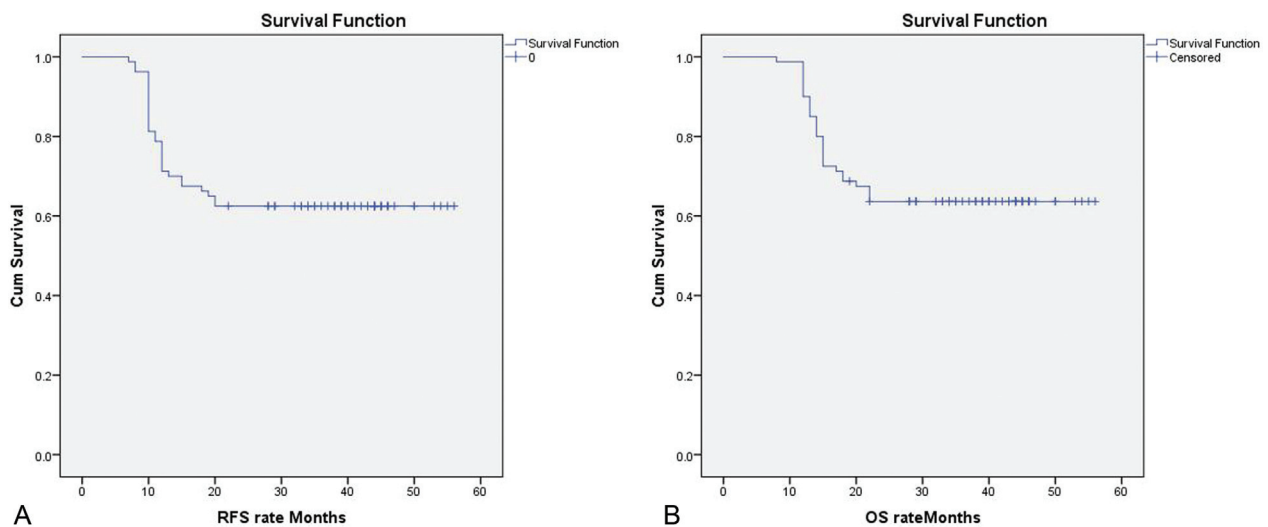 Survival Function
Survival Function
0
1.0
0.8
0.6
0.4
0.2
0.0
Cum Survival
0 10 20 30 40 50 60
RFS rate Months
A
Survival Function
Survival Function
Censored
1.0
0.8
0.6
0.4
0.2
0.0
Cum Survival
0 10 20 30 40 50 60
OS rateMonths
B